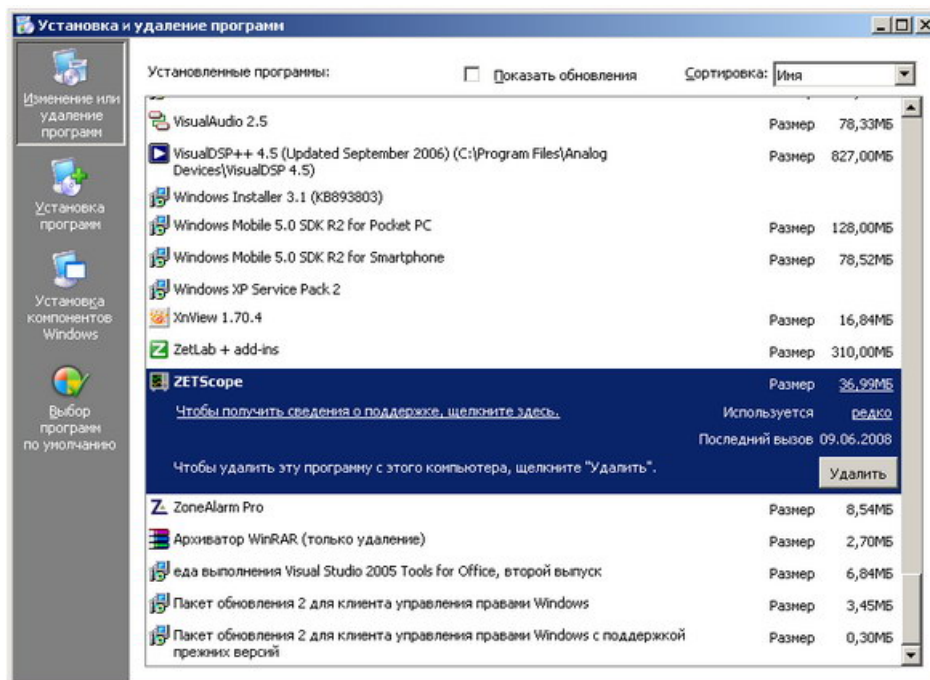 Установка и удаление программ
Изменение или
удаление
программ
Установка
программ
Установка
компонентов
Windows
Выбор
программ
по умолчанию
Установленные программы:
Показать обновления
Сортировка: Имя
VisualAudio 2.5 Размер 78,33МБ
VisualDSP++ 4.5 (Updated September 2006) (C:\Program Files\Analog Размер 827,00МБ
Devices\VisualDSP 4.5)
Windows Installer 3.1 (KB893803)
Windows Mobile 5.0 SDK R2 for Pocket PC Размер 128,00МБ
Windows Mobile 5.0 SDK R2 for Smartphone Размер 78,52МБ
Windows XP Service Pack 2
XnView 1.70.4 Размер 16,84МБ
ZetLab + add-ins Размер 310,00МБ
ZETScope Размер 36,99МБ
Чтобы получить сведения о поддержке, щелкните здесь. Используется редко
Последний вызов 09.06.2008
Чтобы удалить эту программу с этого компьютера, щелкните "Удалить". Удалить
ZoneAlarm Pro Размер 8,54МБ
Архиватор WinRAR (только удаление) Размер 2,70МБ
еда выполнения Visual Studio 2005 Tools for Office, второй выпуск Размер 6,84МБ
Пакет обновления 2 для клиента управления правами Windows Размер 3,45МБ
Пакет обновления 2 для клиента управления правами Windows с поддержкой Размер 0,30МБ
прежних версий